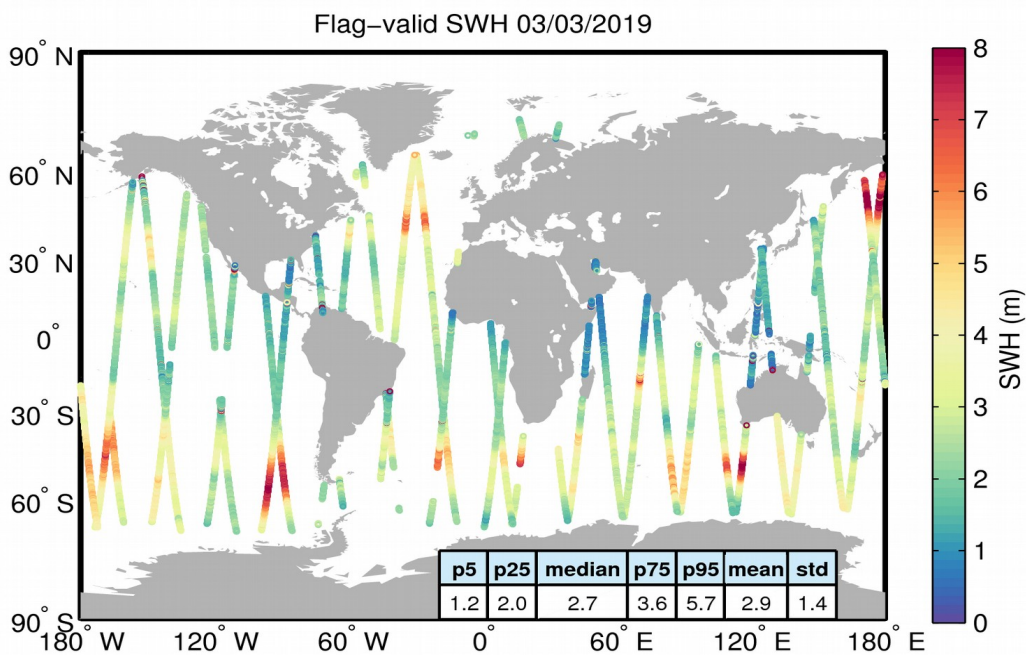 Flag−valid SWH 03/03/2019
90° N
60° N
30° N
0°
30° S
60° S
90° S
180° W
120° W
60° W
0°
60° E
120° E
180° E
p5 p25 median p75 p95 mean std
1.2 2.0 2.7 3.6 5.7 2.9 1.4
8
7
6
5
4
3
2
1
0
SWH (m)